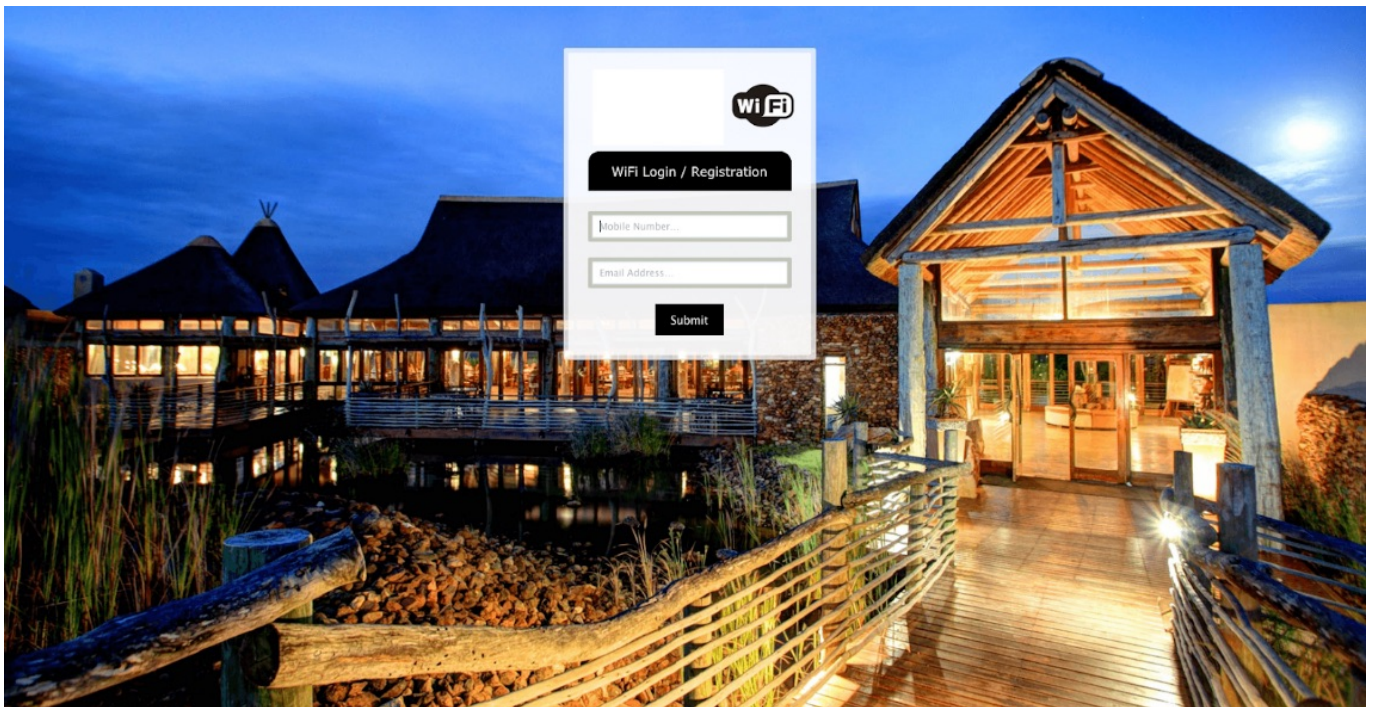 WiFi
WiFi Login / Registration
Mobile Number...
Email Address...
Submit